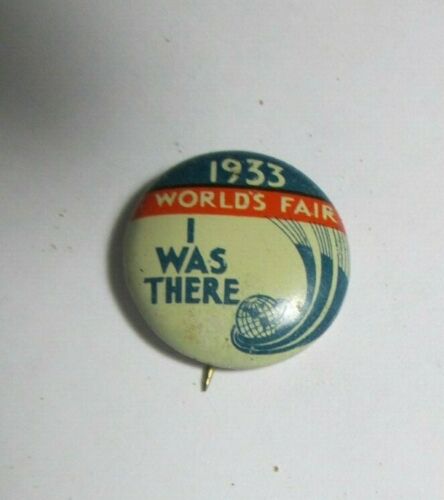 1933
WORLD'S FAIR
I
WAS
THERE